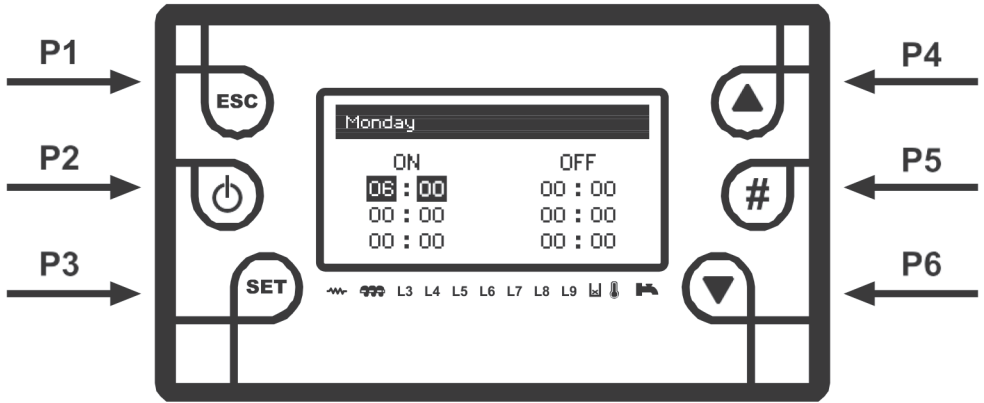 P1
P4
ESC
Monday
P2
P5
ON OFF
06 : 00 00 : 00
#
00 : 00 00 : 00
00 : 00 00 : 00
P3
P6
SET
L3 L4 L5 L6 L7 L8 L9